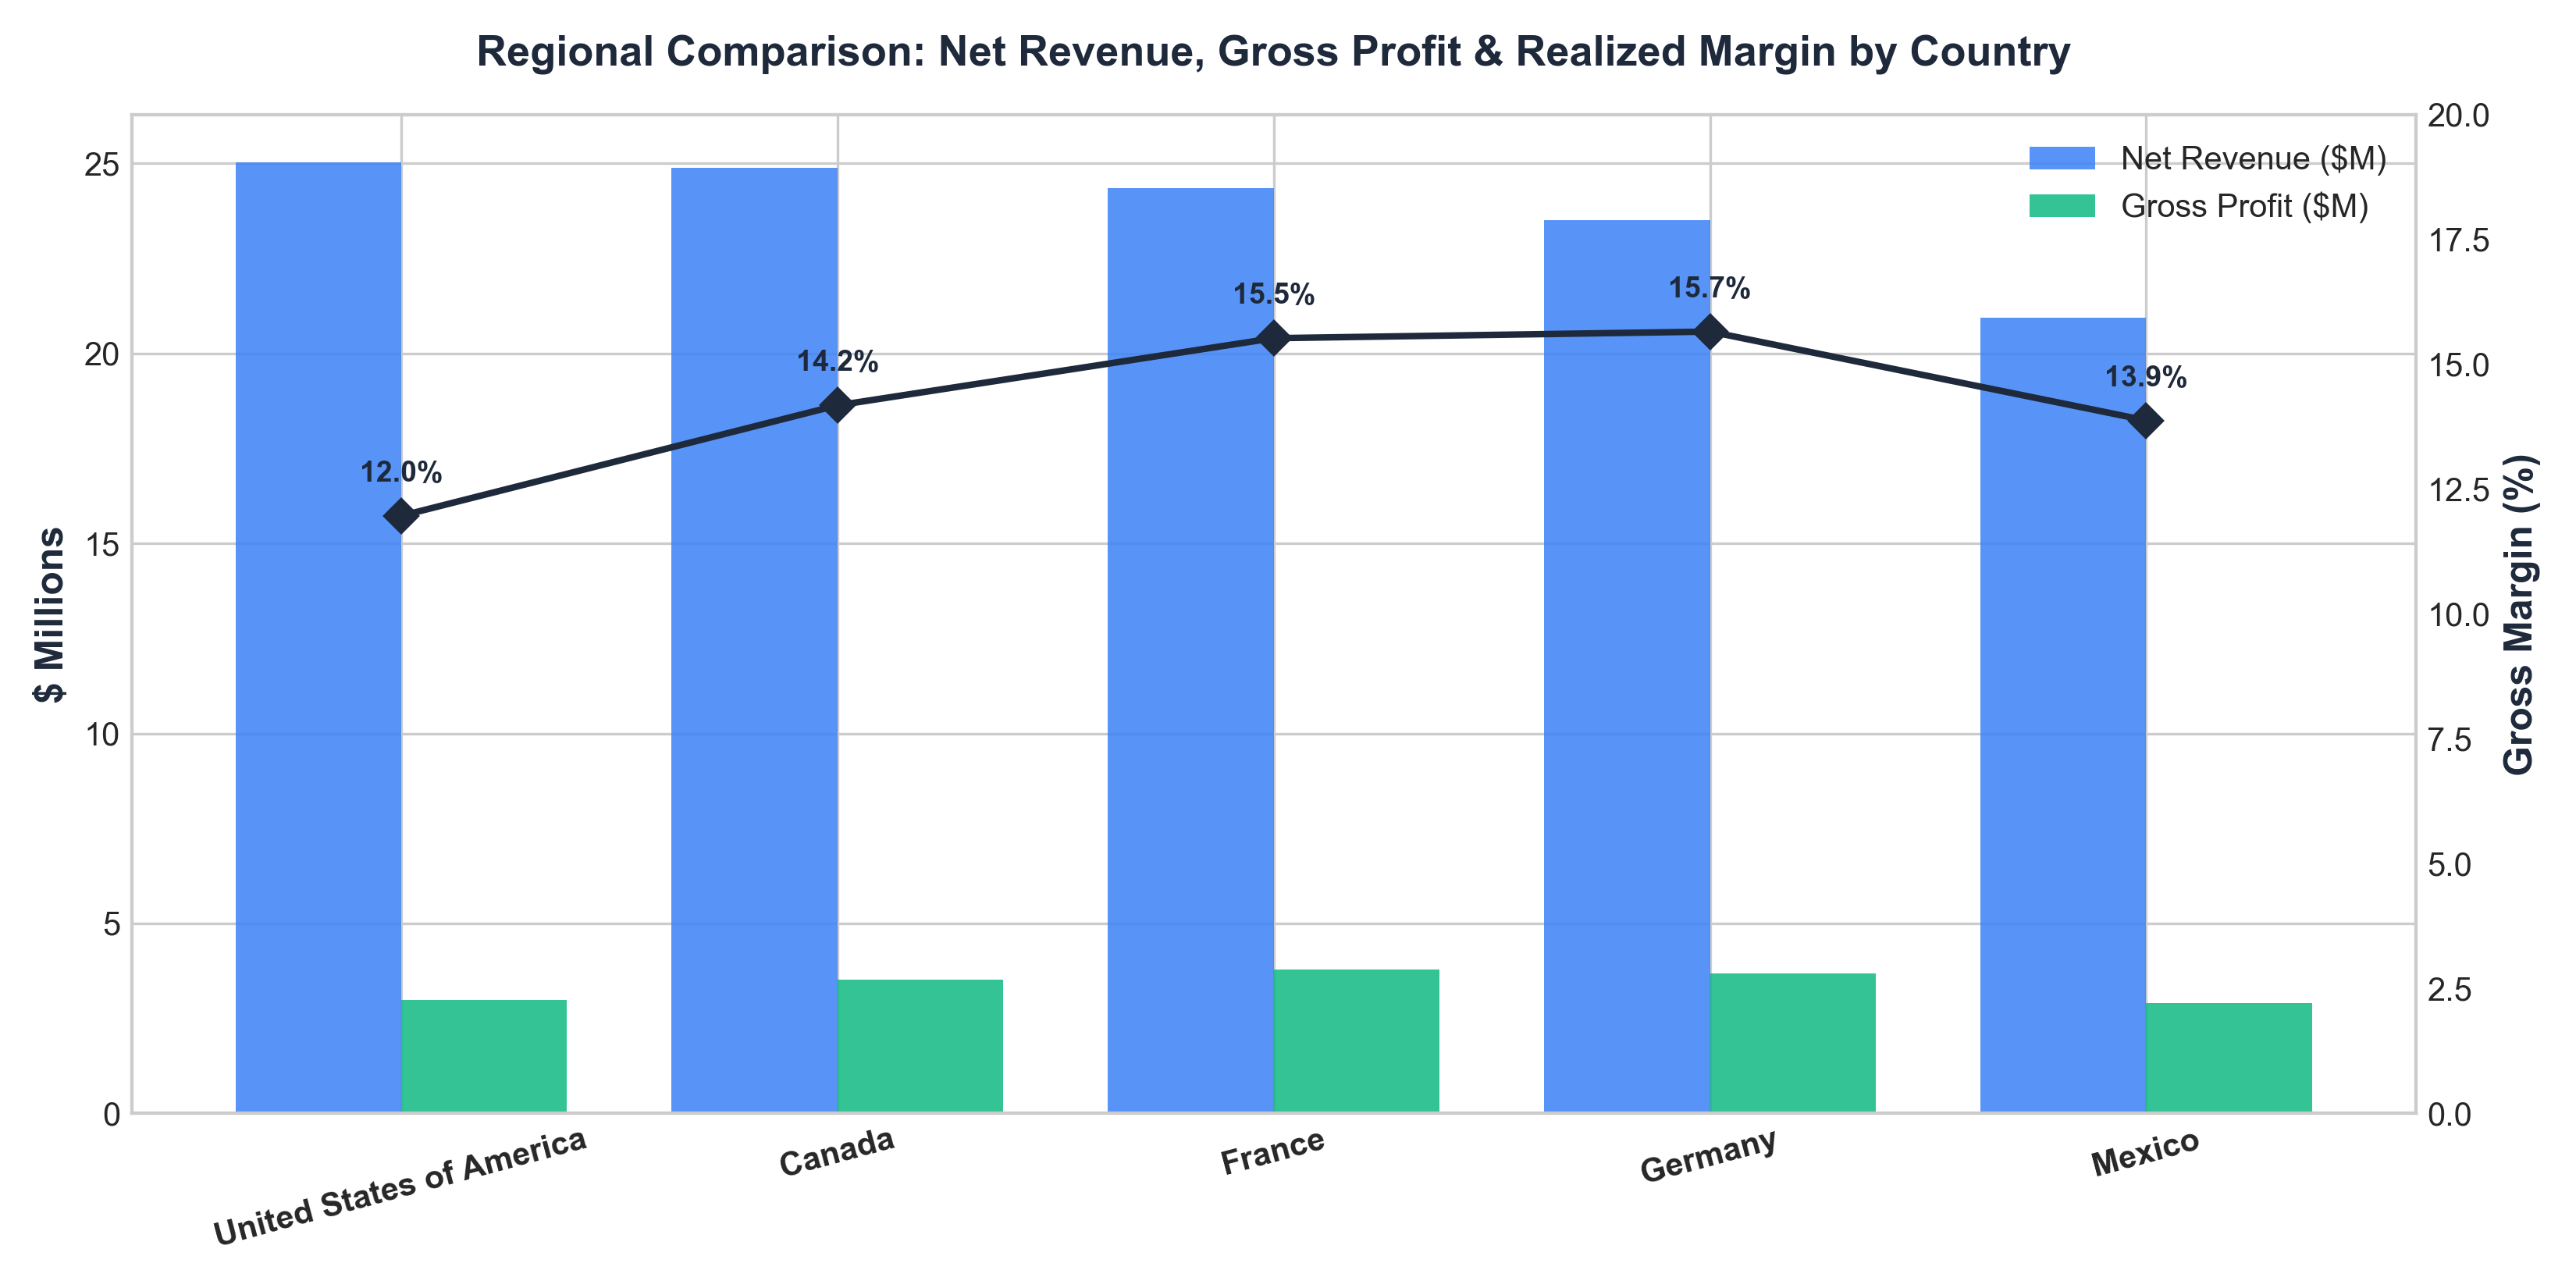 Regional Comparison: Net Revenue, Gross Profit & Realized Margin by Country
Net Revenue ($M)
Gross Profit ($M)
$ Millions
25
20
15
10
5
0
12.0%
14.2%
15.5%
15.7%
13.9%
20.0
17.5
15.0
12.5
10.0
7.5
5.0
2.5
0.0
Gross Margin (%)
United States of America
Canada
France
Germany
Mexico